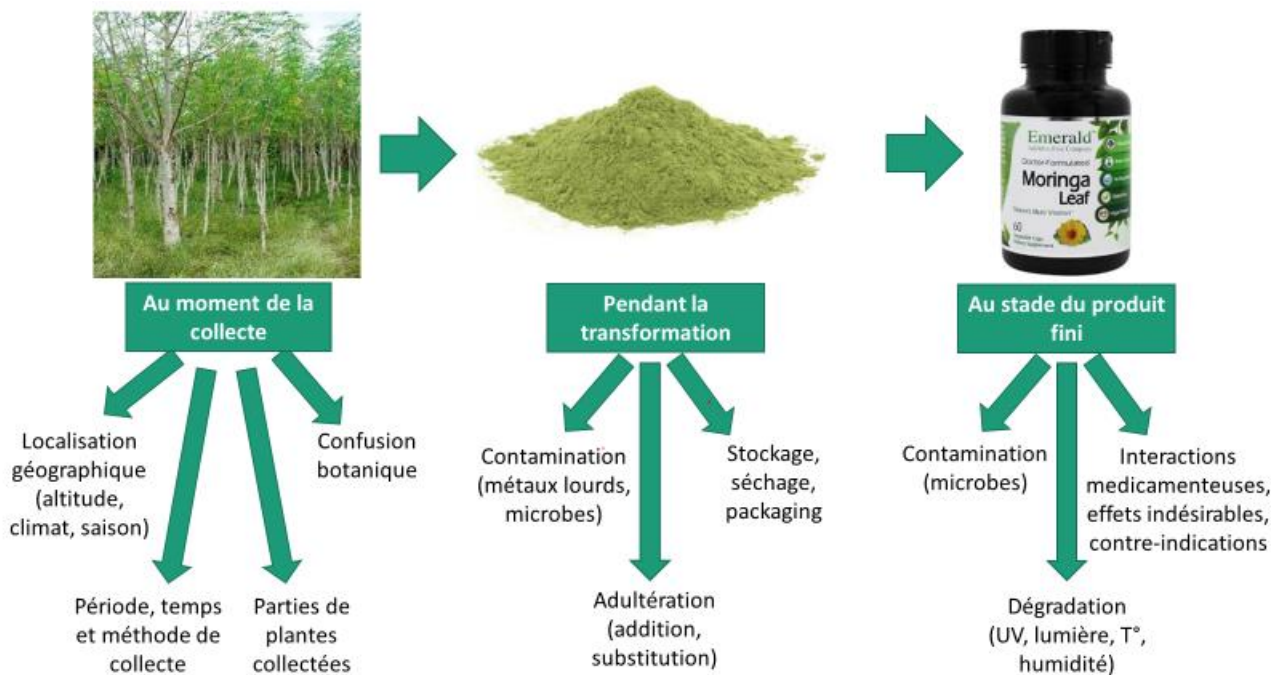 Emerald
Doctor-Formulated
Moringa
Leaf
60
Au moment de la
collecte
Pendant la
transformation
Au stade du produit
fini
Localisation
géographique
(altitude,
climat, saison)
Confusion
botanique
Période, temps
et méthode de
collecte
Parties de
plantes
collectées
Contamination
(métaux lourds,
microbes)
Stockage,
séchage,
packaging
Adultération
(addition,
substitution)
Contamination
(microbes)
Interactions
medicamenteuses,
effets indésirables,
contre-indications
Dégradation
(UV, lumière, T°,
humidité)